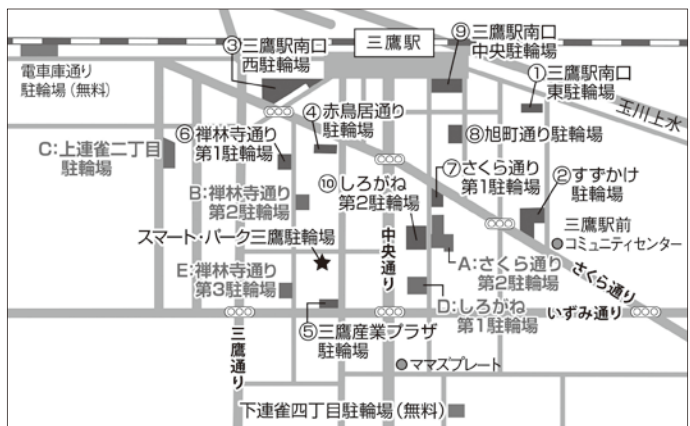 三鷹駅
③三鷹駅南口
西駐輪場
⑨三鷹駅南口
中央駐輪場
電車庫通り
駐輪場(無料)
①三鷹駅南口
東駐輪場
玉川上水
④赤鳥居通り
駐輪場
⑥禅林寺通り
第1駐輪場
⑧旭町通り駐輪場
C:上連雀二丁目
駐輪場
⑦さくら通り
第1駐輪場
②すずかけ
駐輪場
B:禅林寺通り
第2駐輪場
⑩しろがね
第2駐輪場
三鷹駅前
コミュニティセンター
スマート・パーク三鷹駐輪場
★
中央通り
A:さくら通り
第2駐輪場
さくら通り
E:禅林寺通り
第3駐輪場
D:しろがね
第1駐輪場
いずみ通り
⑤三鷹産業プラザ
駐輪場
三鷹通り
ママズプレート
下連雀四丁目駐輪場(無料)